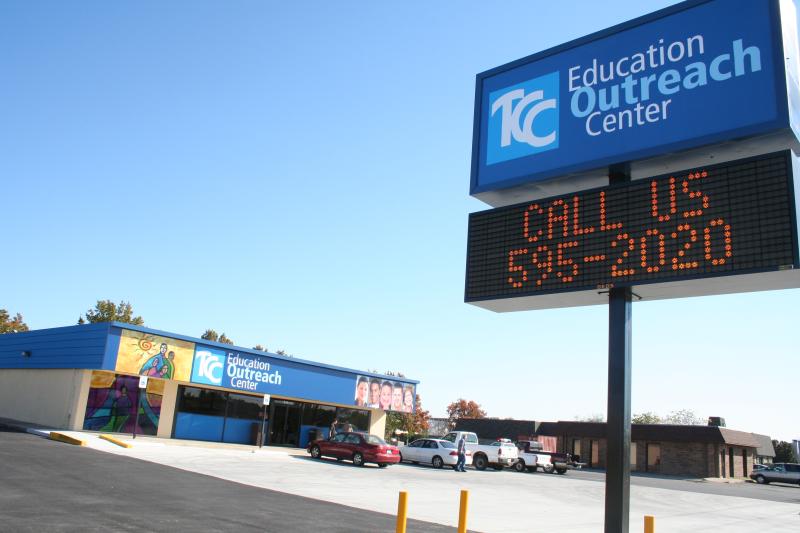 TCC
Education
Outreach
Center
CALL US
595-2020
TCC
Education
Outreach
Center